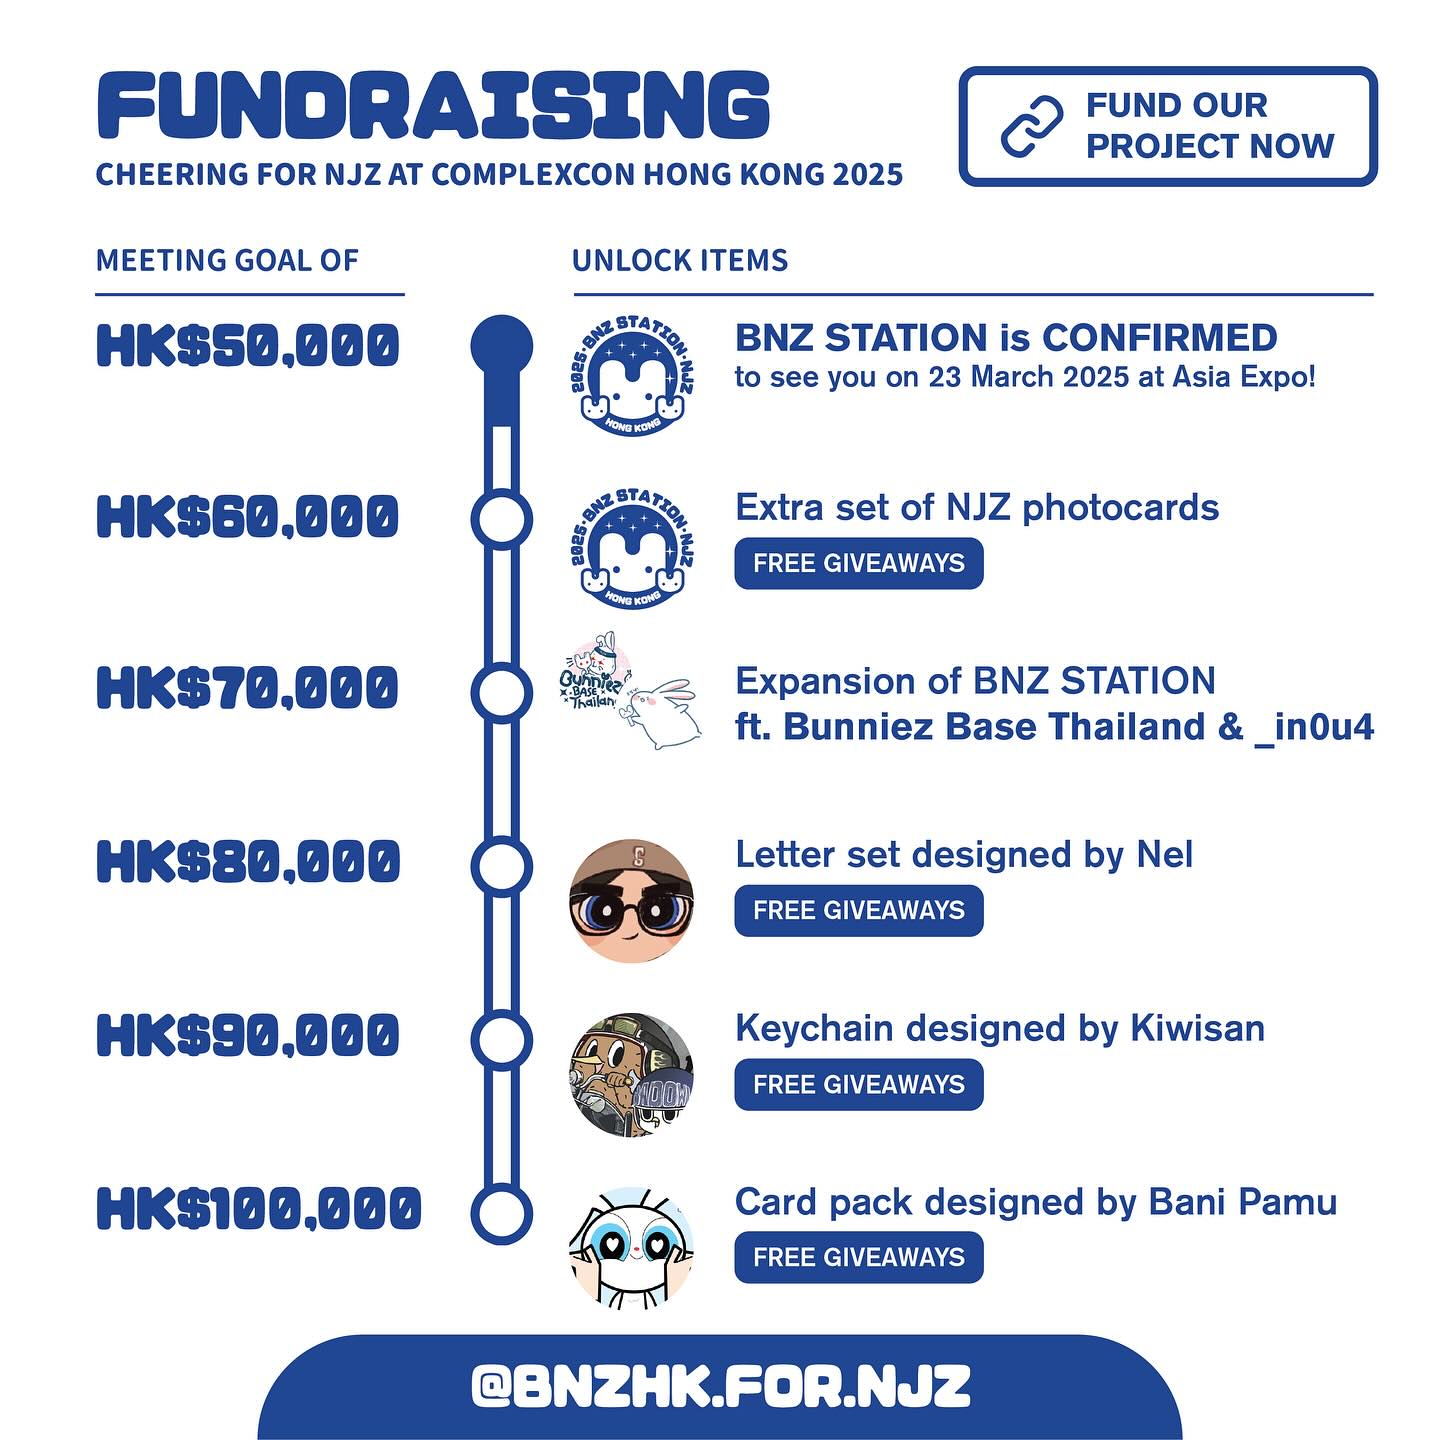 FUNDRAISING
CHEERING FOR NJZ AT COMPLEXCON HONG KONG 2025
FUND OUR
PROJECT NOW
MEETING GOAL OF
UNLOCK ITEMS
HK$50,000
2025·BNZ STATION·NJZ
HONG KONG
BNZ STATION is CONFIRMED
to see you on 23 March 2025 at Asia Expo!
HK$60,000
2025·BNZ STATION·NJZ
HONG KONG
Extra set of NJZ photocards
FREE GIVEAWAYS
HK$70,000
Bunniez
BASE
Thailand
Expansion of BNZ STATION
ft. Bunniez Base Thailand & _in0u4
HK$80,000
Letter set designed by Nel
FREE GIVEAWAYS
HK$90,000
Keychain designed by Kiwisan
FREE GIVEAWAYS
HK$100,000
Card pack designed by Bani Pamu
FREE GIVEAWAYS
@BNZHK.FOR.NJZ